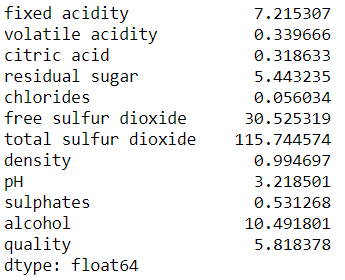 fixed acidity 7.215307
volatile acidity 0.339666
citric acid 0.318633
residual sugar 5.443235
chlorides 0.056034
free sulfur dioxide 30.525319
total sulfur dioxide 115.744574
density 0.994697
pH 3.218501
sulphates 0.531268
alcohol 10.491801
quality 5.818378
dtype: float64